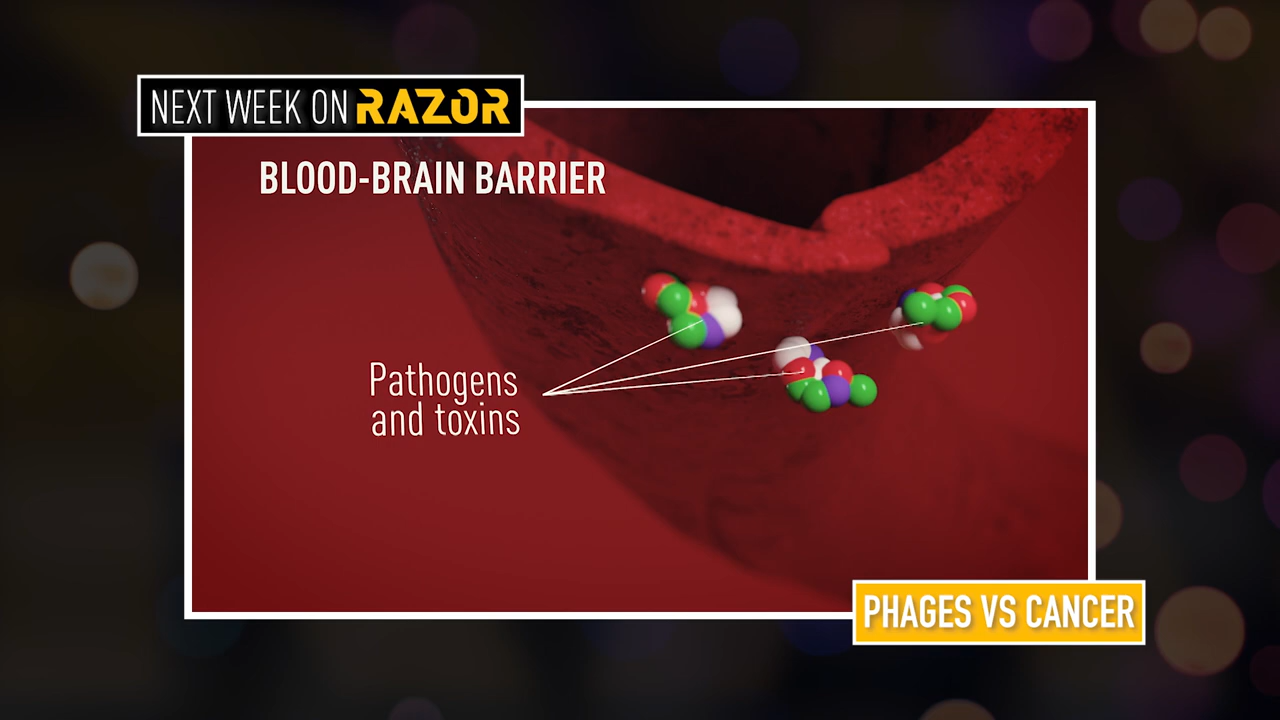 NEXT WEEK ON RAZOR
BLOOD-BRAIN BARRIER
Pathogens
and toxins
PHAGES VS CANCER